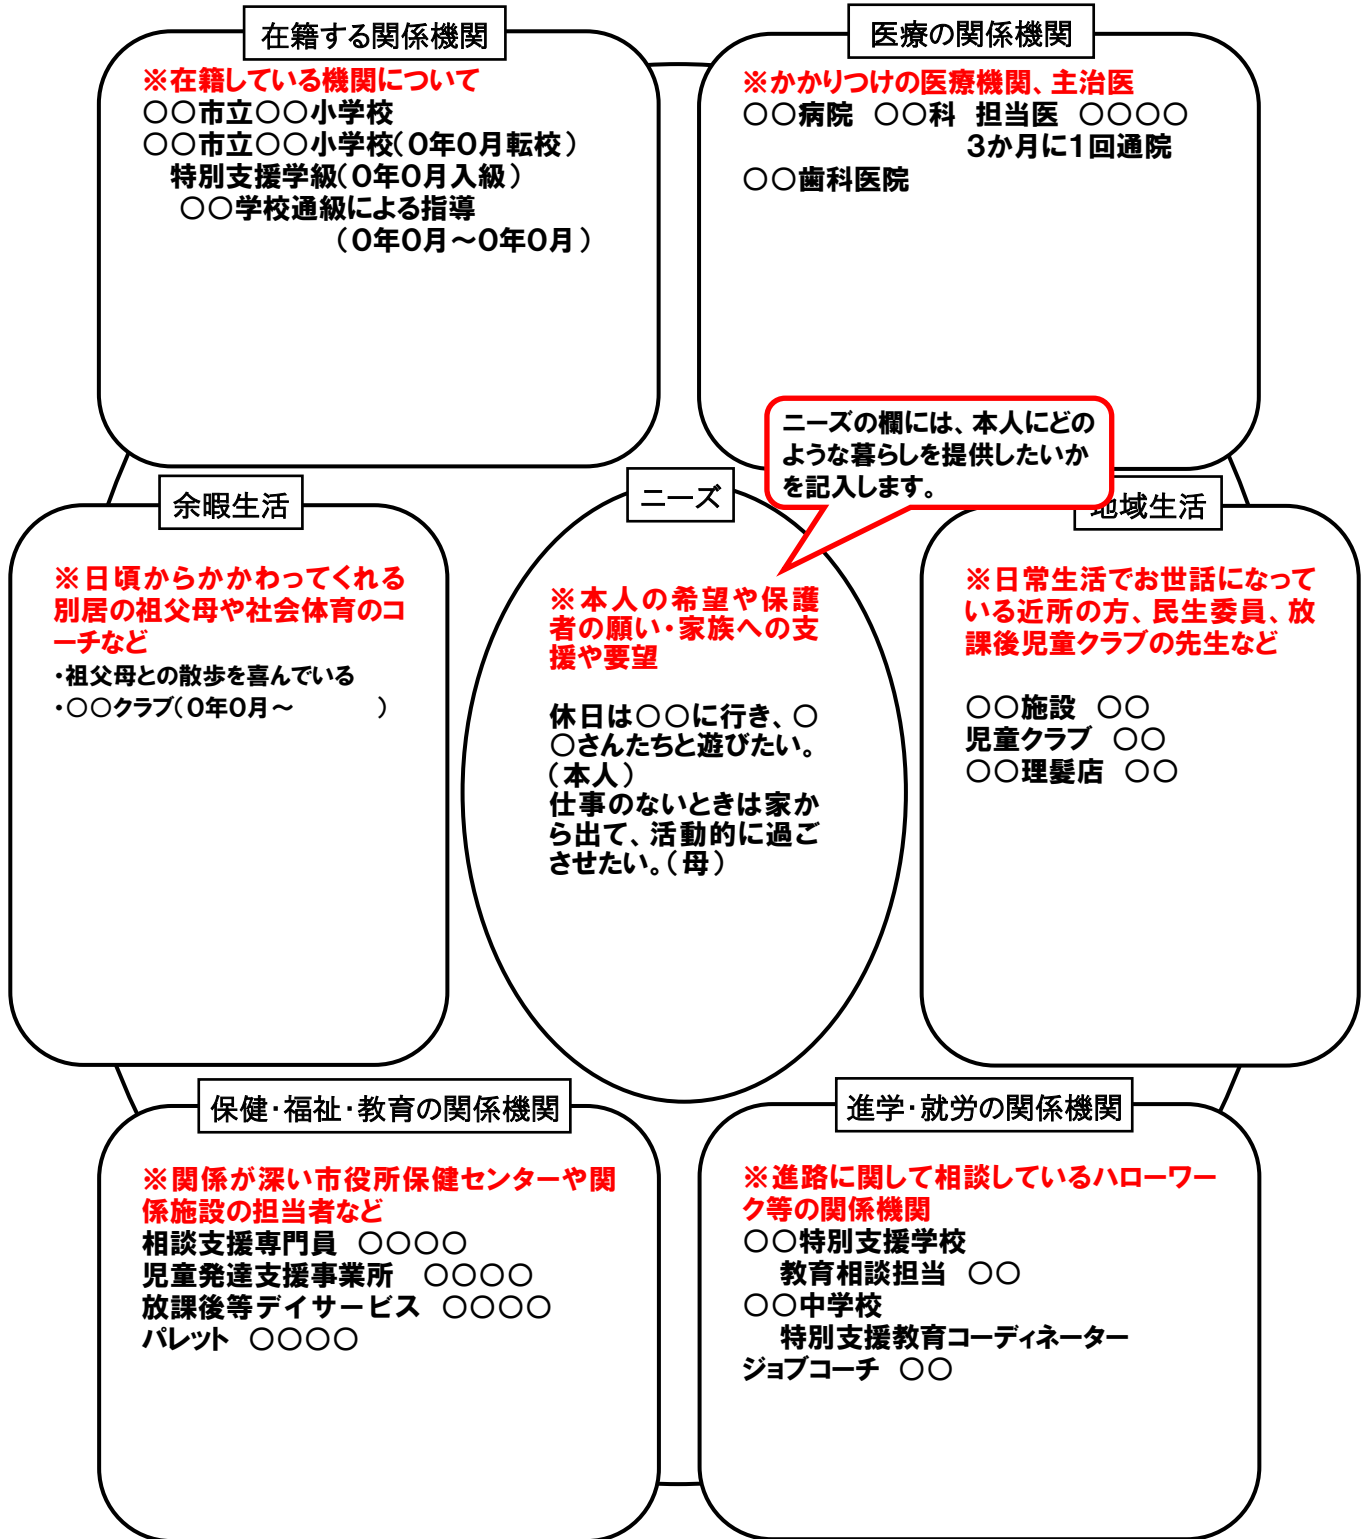 在籍する関係機関
※在籍している機関について
○○市立○○小学校
○○市立○○小学校(０年０月転校)
特別支援学級(０年０月入級)
○○学校通級による指導
(０年０月～０年０月)
医療の関係機関
※かかりつけの医療機関、主治医
○○病院　○○科　担当医　○○○○
３か月に１回通院
○○歯科医院
ニーズの欄には、本人にどの
ような暮らしを提供したいか
を記入します。
余暇生活
※日頃からかかわってくれる
別居の祖父母や社会体育のコ
ーチなど
・祖父母との散歩を喜んでいる
・○○クラブ(０年０月～　　　　)
ニーズ
※本人の希望や保護
者の願い・家族への支
援や要望
休日は○○に行き、○
○さんたちと遊びたい。
(本人)
仕事のないときは家か
ら出て、活動的に過ご
させたい。(母)
地域生活
※日常生活でお世話になって
いる近所の方、民生委員、放
課後児童クラブの先生など
○○施設　○○
児童クラブ　○○
○○理髪店　○○
保健・福祉・教育の関係機関
※関係が深い市役所保健センターや関
係施設の担当者など
相談支援専門員　○○○○
児童発達支援事業所　○○○○
放課後等デイサービス　○○○○
パレット　○○○○
進学・就労の関係機関
※進路に関して相談しているハローワー
ク等の関係機関
○○特別支援学校
教育相談担当　○○
○○中学校
特別支援教育コーディネーター
ジョブコーチ　○○